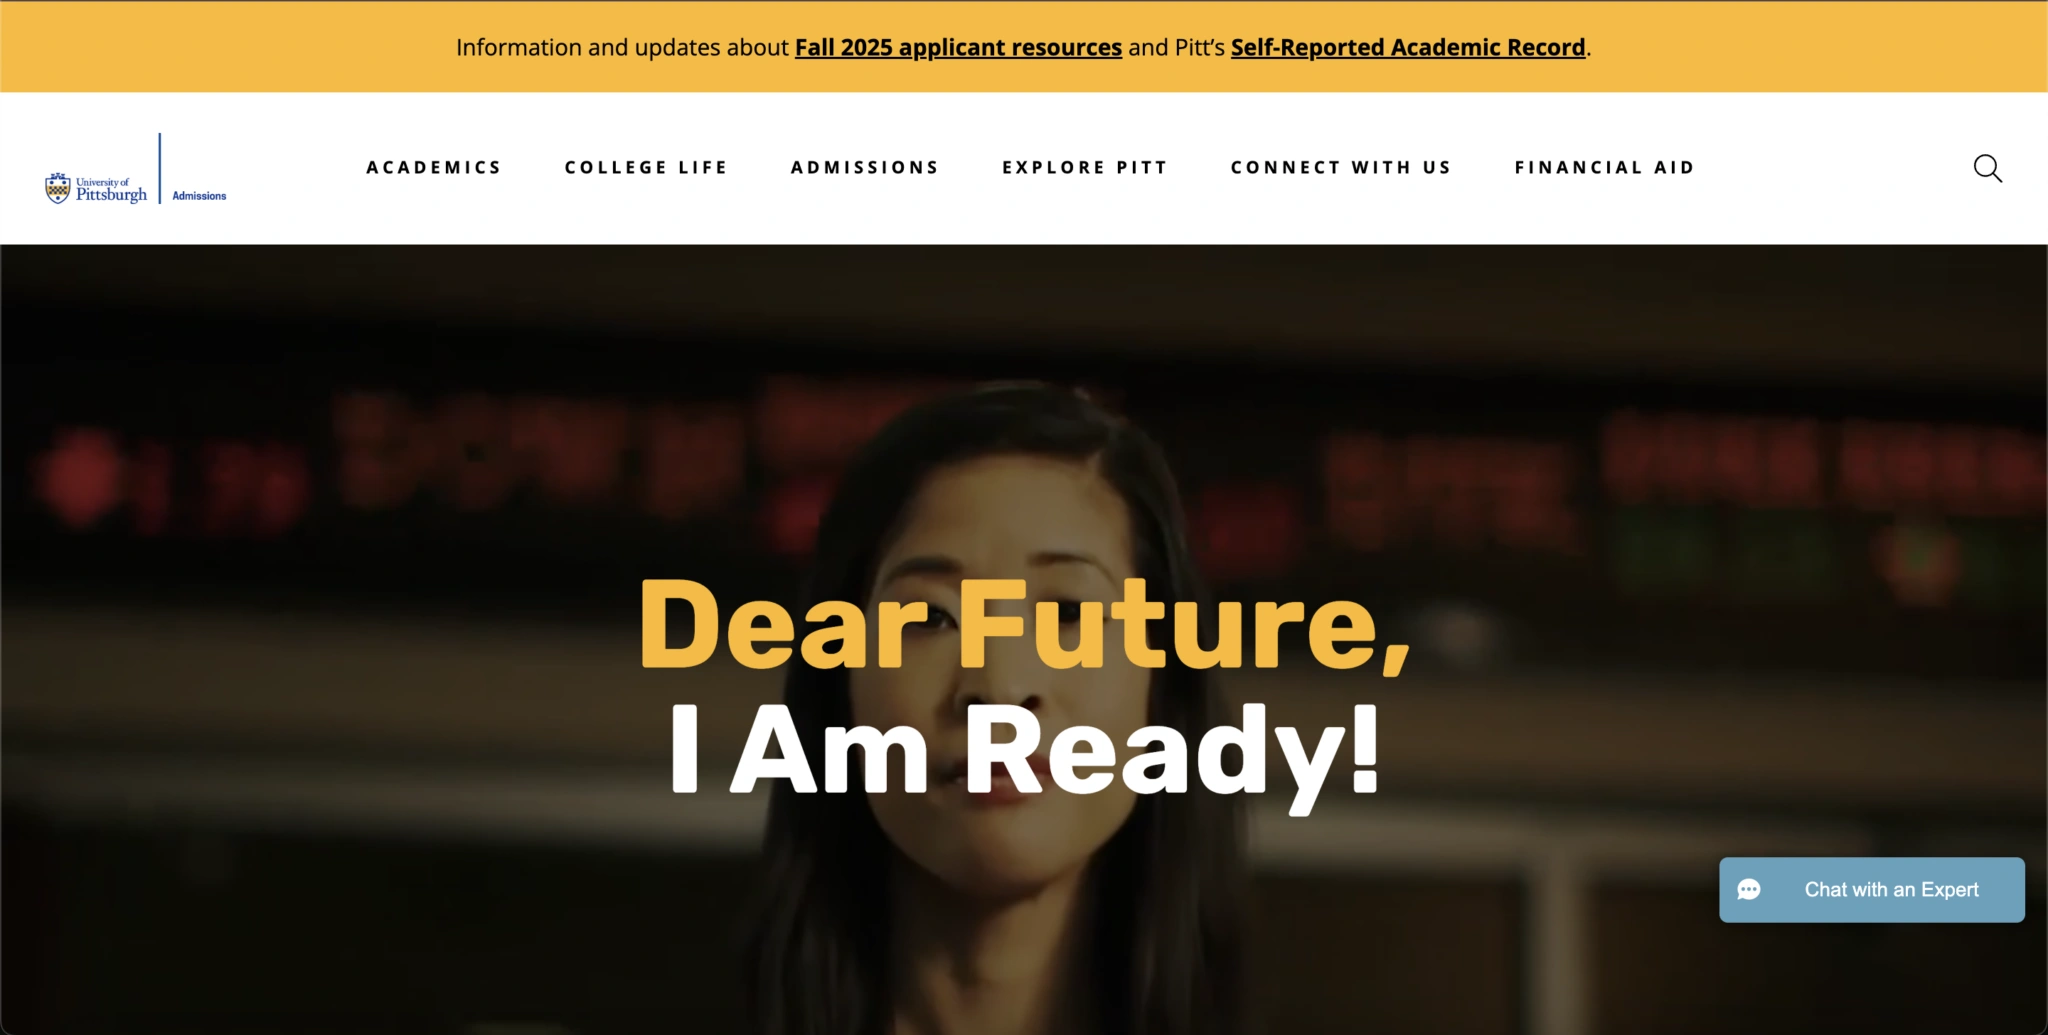 Information and updates about Fall 2025 applicant resources and Pitt’s Self-Reported Academic Record.
University of
Pittsburgh
Admissions
ACADEMICS
COLLEGE LIFE
ADMISSIONS
EXPLORE PITT
CONNECT WITH US
FINANCIAL AID
Dear Future,
I Am Ready!
Chat with an Expert